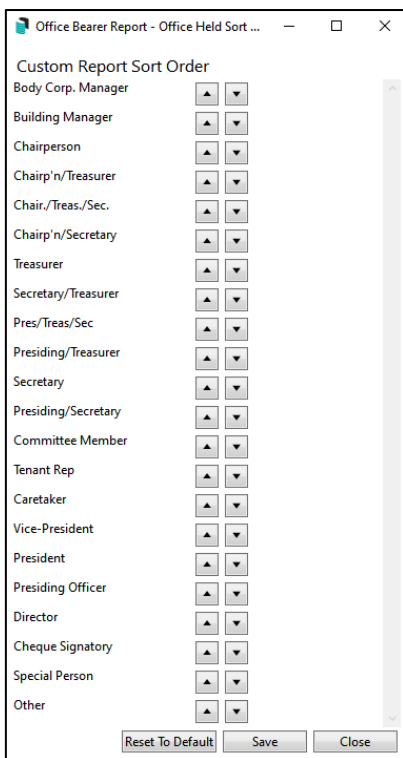 Office Bearer Report - Office Held Sort ...
Custom Report Sort Order
Body Corp. Manager
Building Manager
Chairperson
Chairp'n/Treasurer
Chair./Treas./Sec.
Chairp'n/Secretary
Treasurer
Secretary/Treasurer
Pres/Treas/Sec
Presiding/Treasurer
Secretary
Presiding/Secretary
Committee Member
Tenant Rep
Caretaker
Vice-President
President
Presiding Officer
Director
Cheque Signatory
Special Person
Other
Reset To Default Save Close